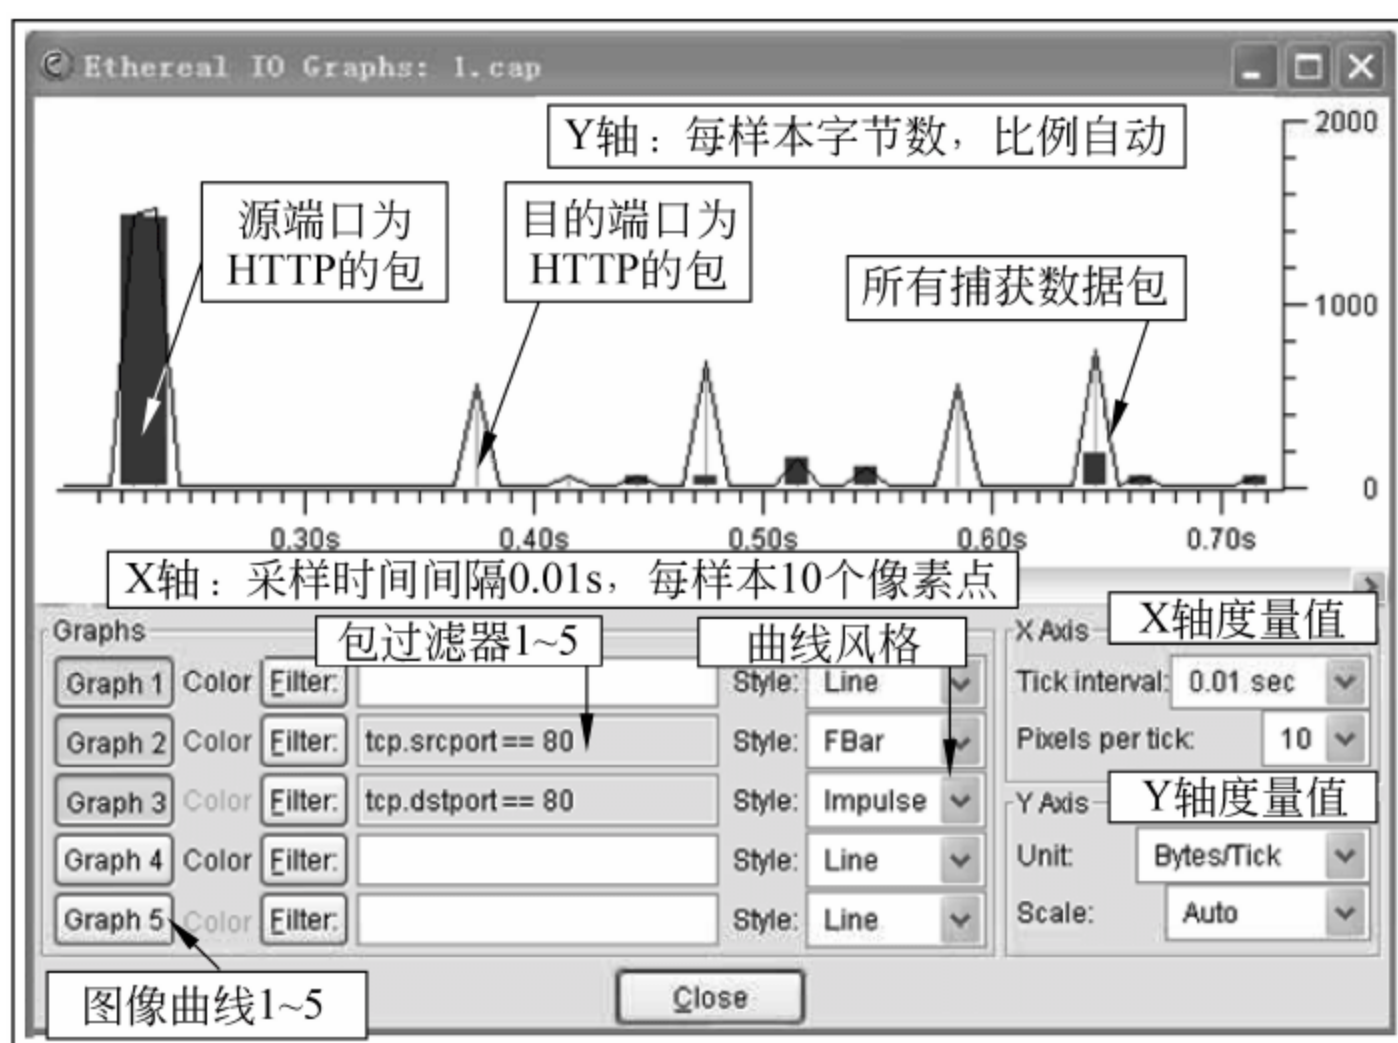 Ethereal IO Graphs: 1.cap
Y轴：每样本字节数，比例自动
2000
源端口为
HTTP的包
目的端口为
HTTP的包
所有捕获数据包
1000
0
0.30s 0.40s 0.50s 0.60s 0.70s
X轴：采样时间间隔0.01s，每样本10个像素点
Graphs
包过滤器1~5
曲线风格
X Axis
X轴度量值
Graph 1 Color Filter: Style: Line
Tick interval: 0.01 sec
Graph 2 Color Filter: tcp.srcport == 80 Style: FBar
Pixels per tick: 10
Graph 3 Color Filter: tcp.dstport == 80 Style: Impulse
Y Axis
Y轴度量值
Graph 4 Color Filter: Style: Line
Unit: Bytes/Tick
Graph 5 Color Filter: Style: Line
Scale: Auto
图像曲线1~5
Close